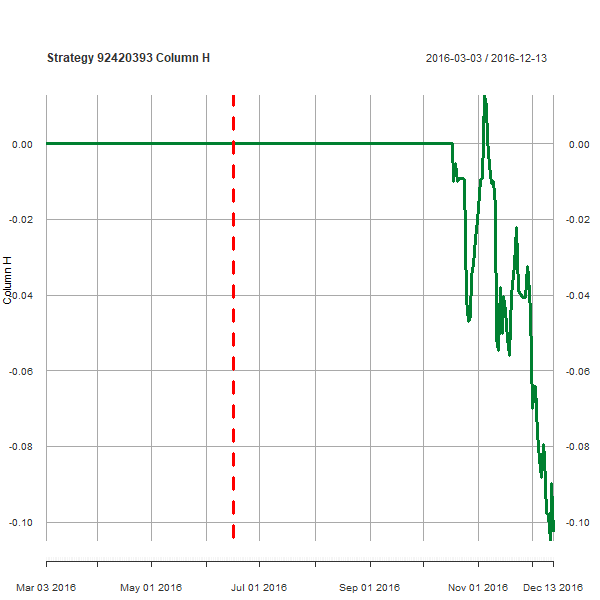 Strategy 92420393 Column H
2016-03-03 / 2016-12-13
Column H
0.00
-0.02
-0.04
-0.06
-0.08
-0.10
0.00
-0.02
-0.04
-0.06
-0.08
-0.10
Mar 03 2016
May 01 2016
Jul 01 2016
Sep 01 2016
Nov 01 2016
Dec 13 2016